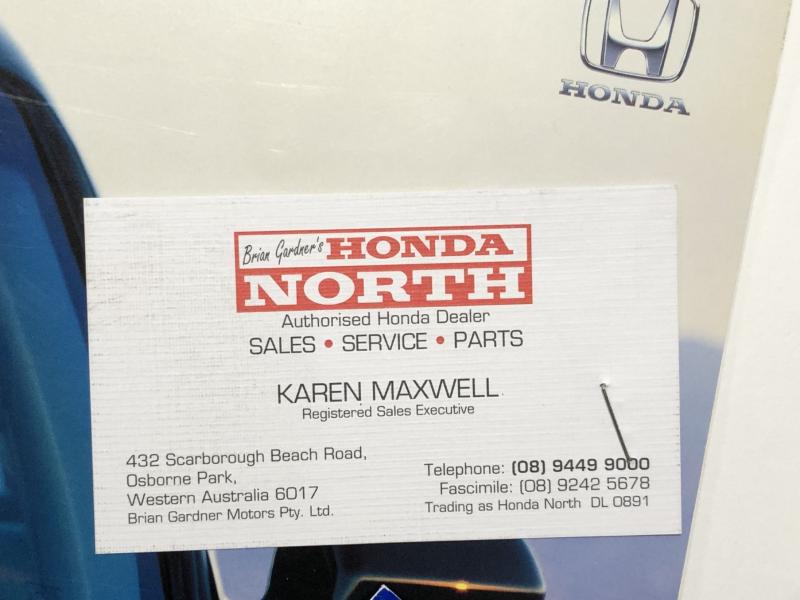 HONDA
Brian Gardner's HONDA
NORTH
Authorised Honda Dealer
SALES • SERVICE • PARTS
KAREN MAXWELL
Registered Sales Executive
432 Scarborough Beach Road,
Osborne Park,
Western Australia 6017
Brian Gardner Motors Pty. Ltd.
Telephone: (08) 9449 9000
Fascimile: (08) 9242 5678
Trading as Honda North DL 0891